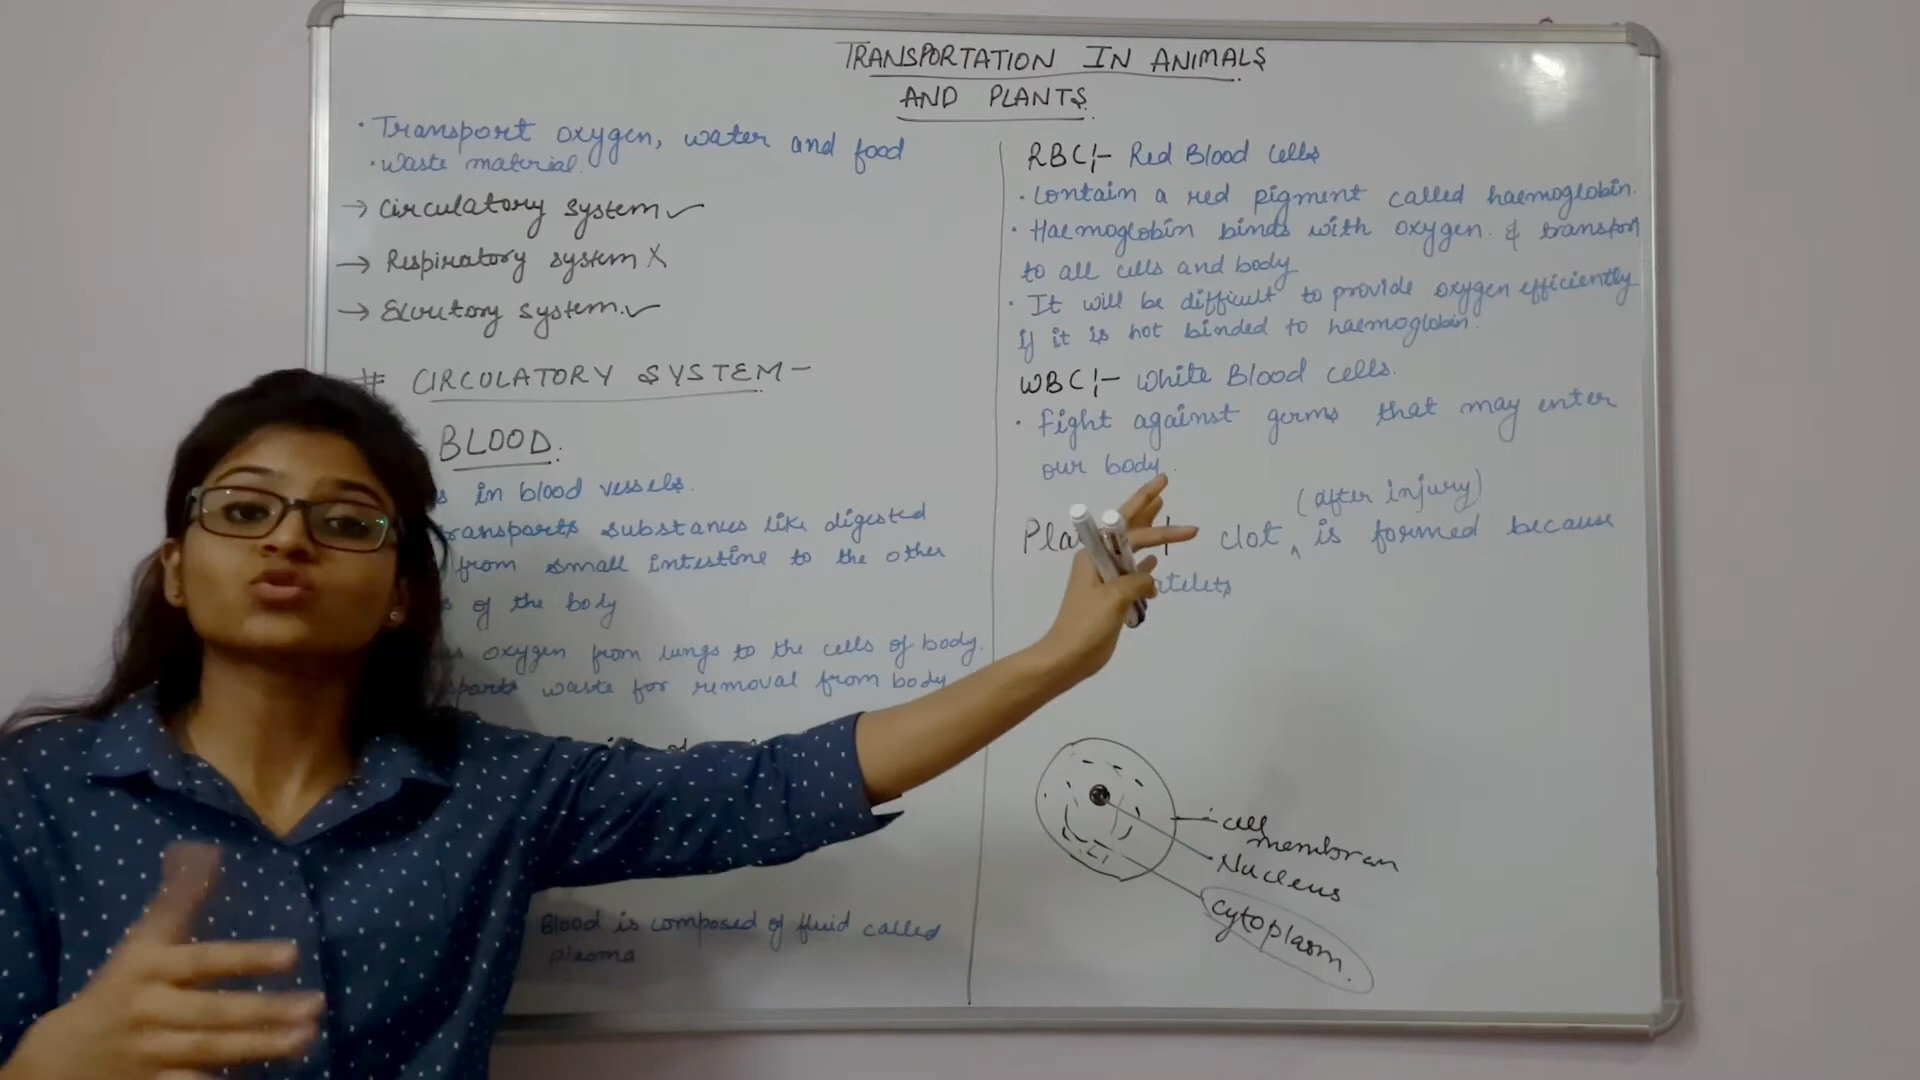 TRANSPORTATION IN ANIMALS
AND PLANTS
· Transport oxygen, water and food
· Waste material.
→ Circulatory system ✓
→ Respiratory system X
→ Excretory system. ✓
# CIRCULATORY SYSTEM -
BLOOD.
in blood vessels.
transports substances like digested
from small intestine to the other
of the body
oxygen from lungs to the cells of body.
waste for removal from body
Blood is composed of fluid called
plasma
RBC:- Red Blood Cells
· Contain a red pigment called haemoglobin.
· Haemoglobin binds with oxygen & transport
to all cells and body
· It will be difficult to provide oxygen efficiently
if it is not binded to haemoglobin.
WBC:- White Blood Cells.
· Fight against germs that may enter
our body.
(after injury)
clot ^ is formed because
cell
membran
Nucleus
cytoplasm.